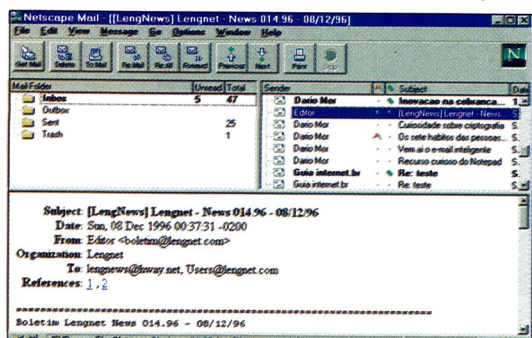 Netscape Mail - [[LengNews] Lengnet - News 014.96 - 08/12/96]
File Edit View Message Go Options Window Help
Get Mail Delete To: Mail Re: Mail Re: All Forward Previous Next Print Stop
N
Mail Folder Unread Total
Inbox 5 47
Outbox
Sent 25
Trash 1
Sender Subject Date
Dario Mor Inovacao na cobranca... 1
Editor [LengNews] Lengnet - News... S
Dario Mor Curiosidade sobre criptografia S
Dario Mor Os sete habitos das pessoas... S
Dario Mor Vem ai o e-mail inteligente S
Dario Mor Recurso curioso do Notepad S
Guia internet.br Re: teste S
Guia internet.br Re: teste S
Subject: [LengNews] Lengnet - News 014.96 - 08/12/96
Date: Sun, 08 Dec 1996 00:37:31 -0200
From: Editor <boletim@lengnet.com>
Organization: Lengnet
To: lengnews@hway.net, Users@lengnet.com
References: 1 ,2
Boletim Lengnet News 014.96 - 08/12/96